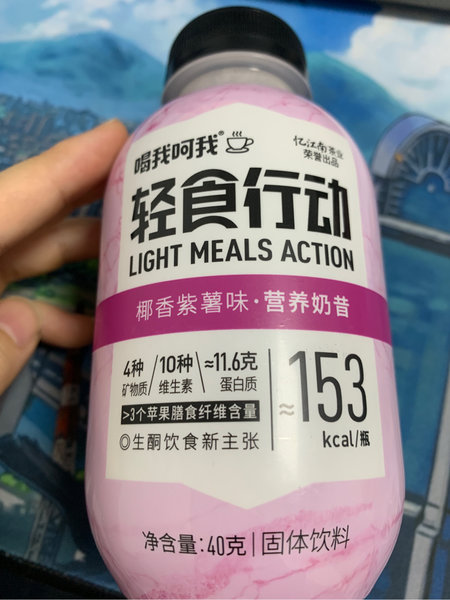 喝我呵我®
忆江南茶业
荣誉出品
轻食行动
LIGHT MEALS ACTION
椰香紫薯味·营养奶昔
4种
矿物质
10种
维生素
≈11.6克
蛋白质
>3个苹果膳食纤维含量
◎生酮饮食新主张
≈153
kcal/瓶
净含量:40克|固体饮料